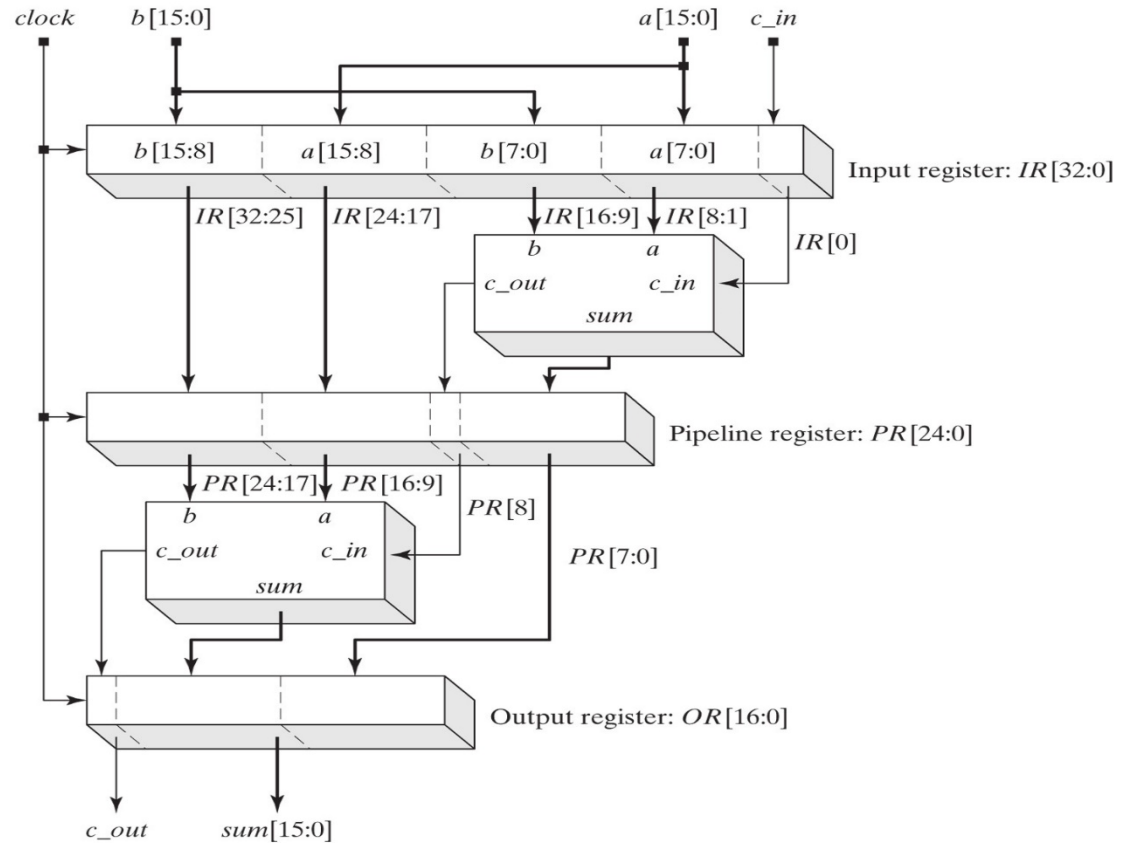 clock b[15:0] a[15:0] c_in
b[15:8] a[15:8] b[7:0] a[7:0]
Input register: IR[32:0]
IR[32:25] IR[24:17] IR[16:9] IR[8:1]
IR[0]
b a
c_out c_in
sum
Pipeline register: PR[24:0]
PR[24:17] PR[16:9] PR[8]
b a
c_out c_in PR[7:0]
sum
Output register: OR[16:0]
c_out sum[15:0]